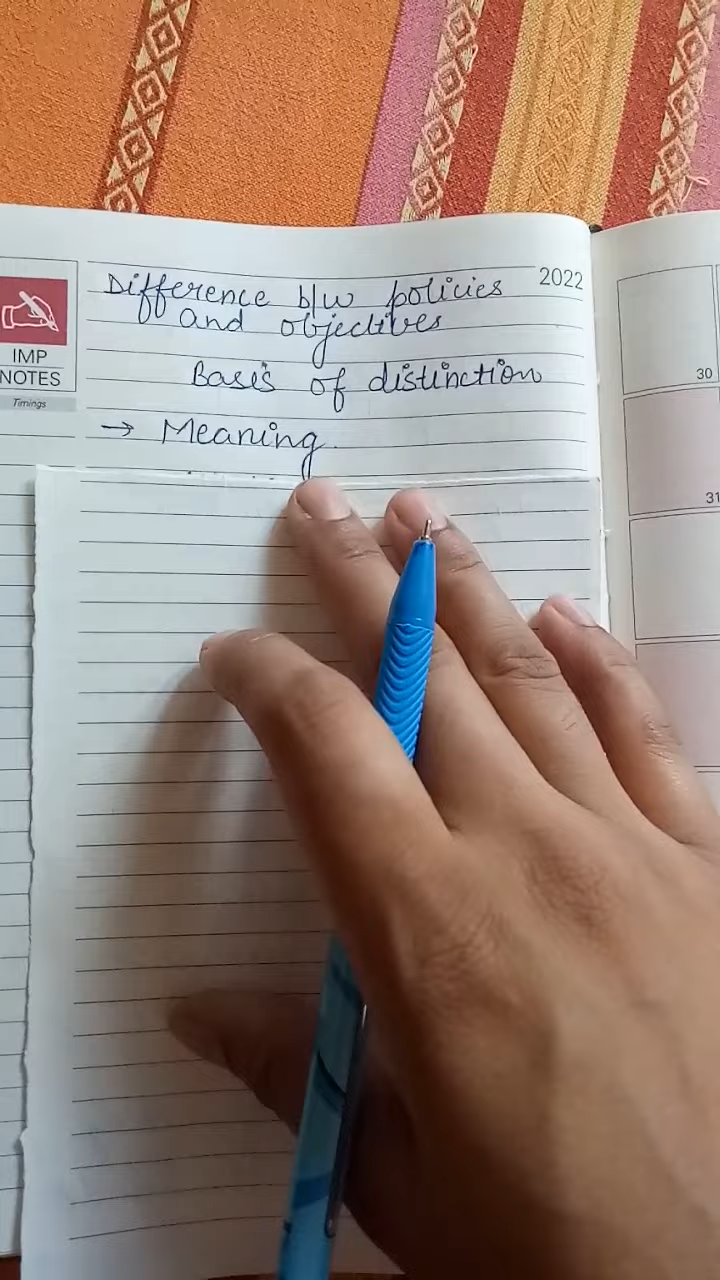 2022
Difference b/w policies
and objectives
IMP
NOTES
Basis of distinction
Timings
→ Meaning.
30
31